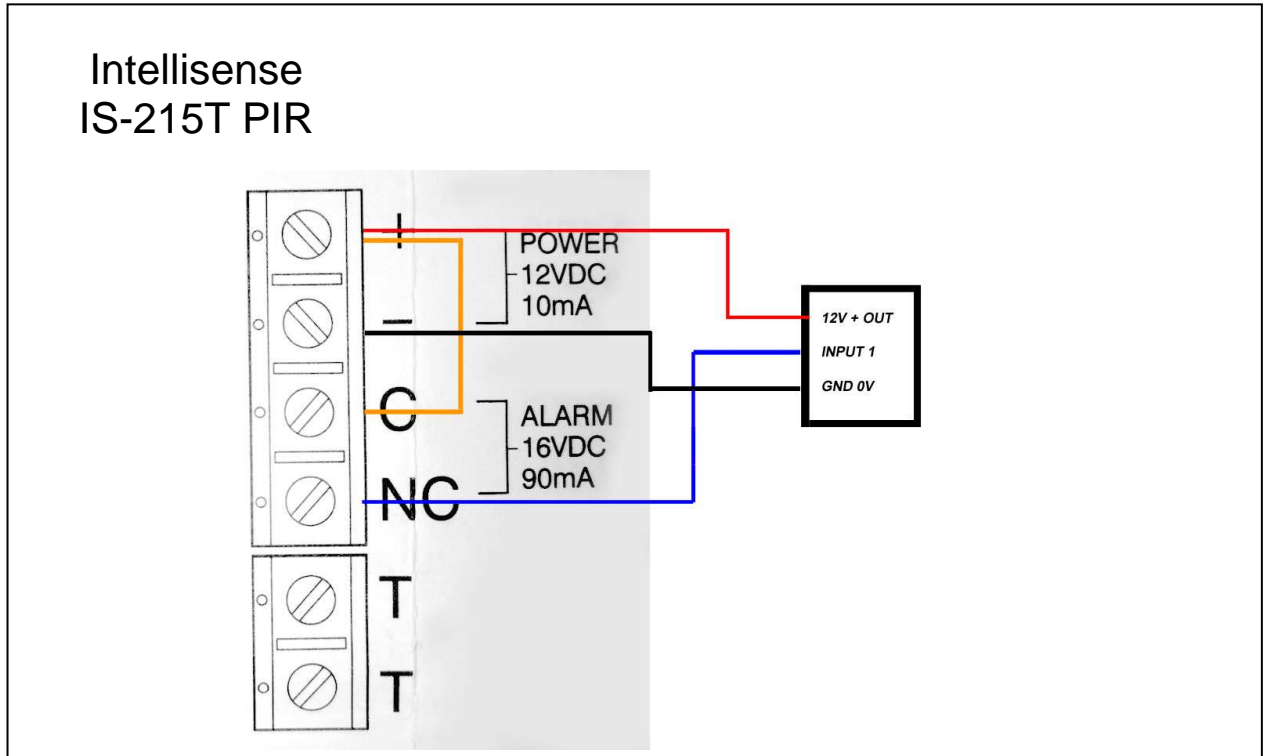 Intellisense
IS-215T PIR
+
POWER
12VDC
10mA
−
C
ALARM
16VDC
90mA
NC
T
T
12V + OUT
INPUT 1
GND 0V